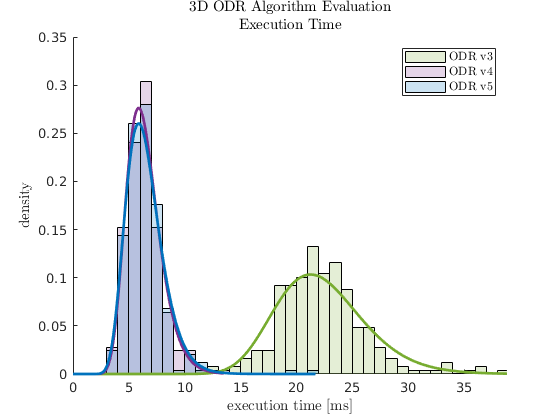 3D ODR Algorithm Evaluation
Execution Time
0.35
0.3
0.25
0.2
0.15
0.1
0.05
0
density
ODR v3
ODR v4
ODR v5
0 5 10 15 20 25 30 35
execution time [ms]